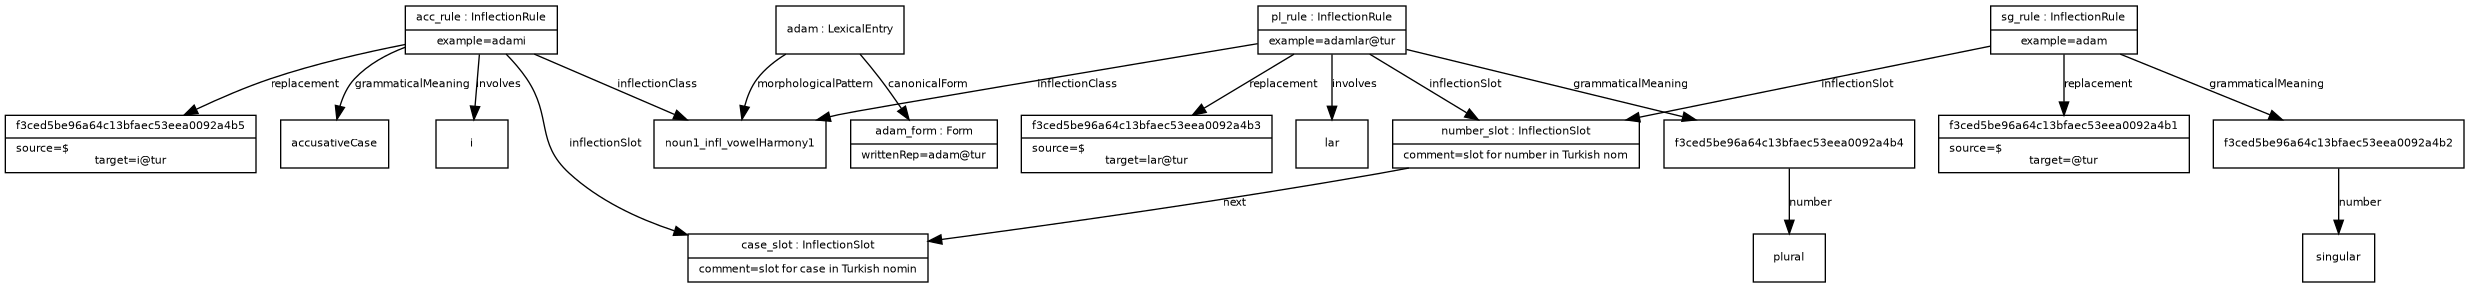 acc_rule : InflectionRule
example=adami
adam : LexicalEntry
pl_rule : InflectionRule
example=adamlar@tur
sg_rule : InflectionRule
example=adam
replacement
grammaticalMeaning
involves
inflectionClass
morphologicalPattern
canonicalForm
inflectionClass
replacement
involves
inflectionSlot
grammaticalMeaning
inflectionSlot
replacement
grammaticalMeaning
f3ced5be96a64c13bfaec53eea0092a4b5
source=$
target=i@tur
accusativeCase
i
inflectionSlot
noun1_infl_vowelHarmony1
adam_form : Form
writtenRep=adam@tur
f3ced5be96a64c13bfaec53eea0092a4b3
source=$
target=lar@tur
lar
number_slot : InflectionSlot
comment=slot for number in Turkish nom
f3ced5be96a64c13bfaec53eea0092a4b4
f3ced5be96a64c13bfaec53eea0092a4b1
source=$
target=@tur
f3ced5be96a64c13bfaec53eea0092a4b2
next
number
number
case_slot : InflectionSlot
comment=slot for case in Turkish nomin
plural
singular